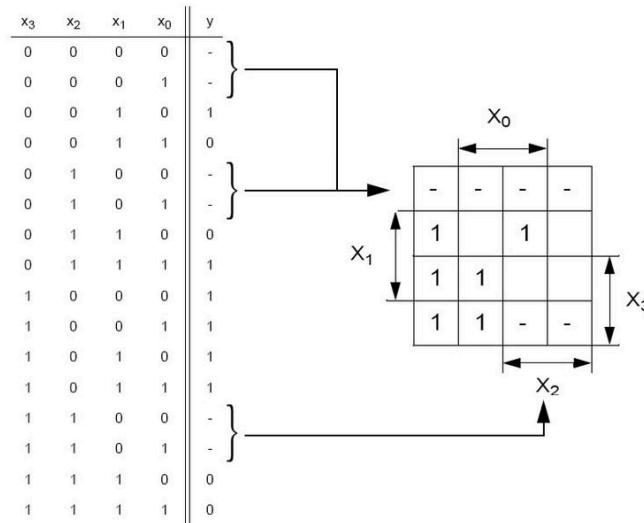 x3 x2 x1 x0 y
0 0 0 0 -
0 0 0 1 -
0 0 1 0 1
0 0 1 1 0
0 1 0 0 -
0 1 0 1 -
0 1 1 0 0
0 1 1 1 1
1 0 0 0 1
1 0 0 1 1
1 0 1 0 1
1 0 1 1 1
1 1 0 0 -
1 1 0 1 -
1 1 1 0 0
1 1 1 1 0
X0
- - - -
1 1
X1
1 1
X3
1 1 - -
X2